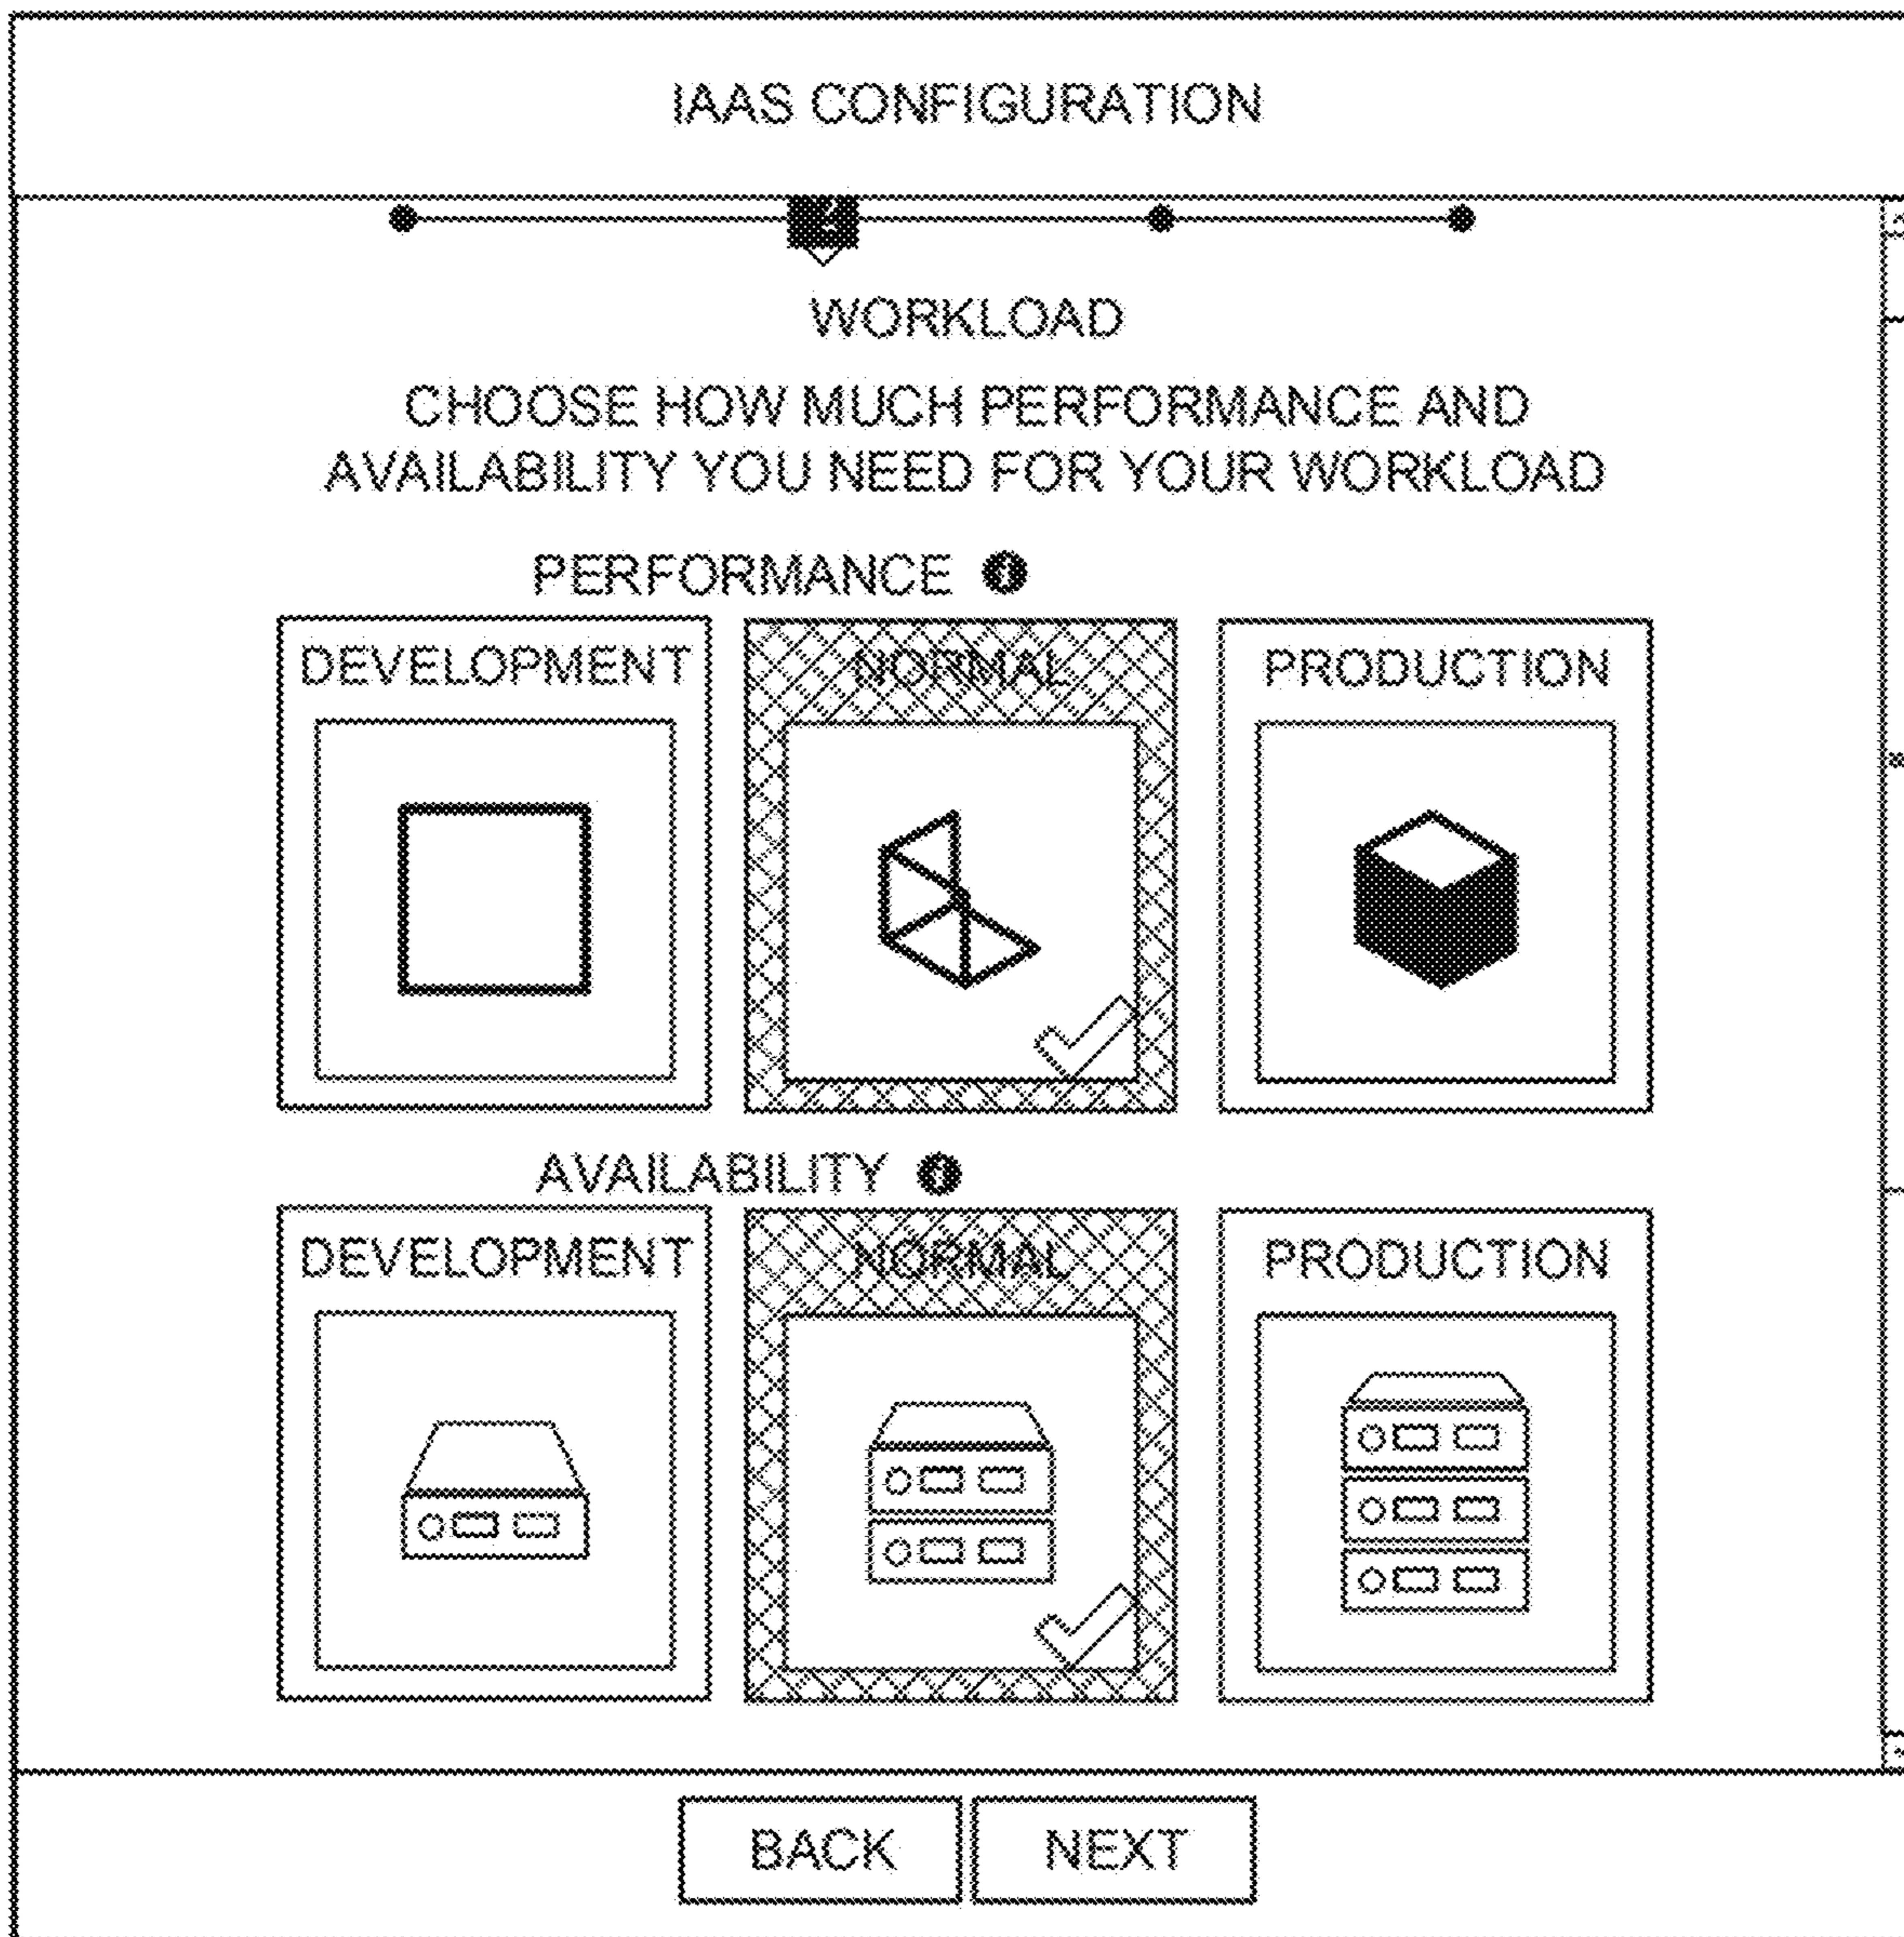 IAAS CONFIGURATION
2
WORKLOAD
CHOOSE HOW MUCH PERFORMANCE AND
AVAILABILITY YOU NEED FOR YOUR WORKLOAD
PERFORMANCE i
DEVELOPMENT NORMAL PRODUCTION
AVAILABILITY i
DEVELOPMENT NORMAL PRODUCTION
BACK NEXT